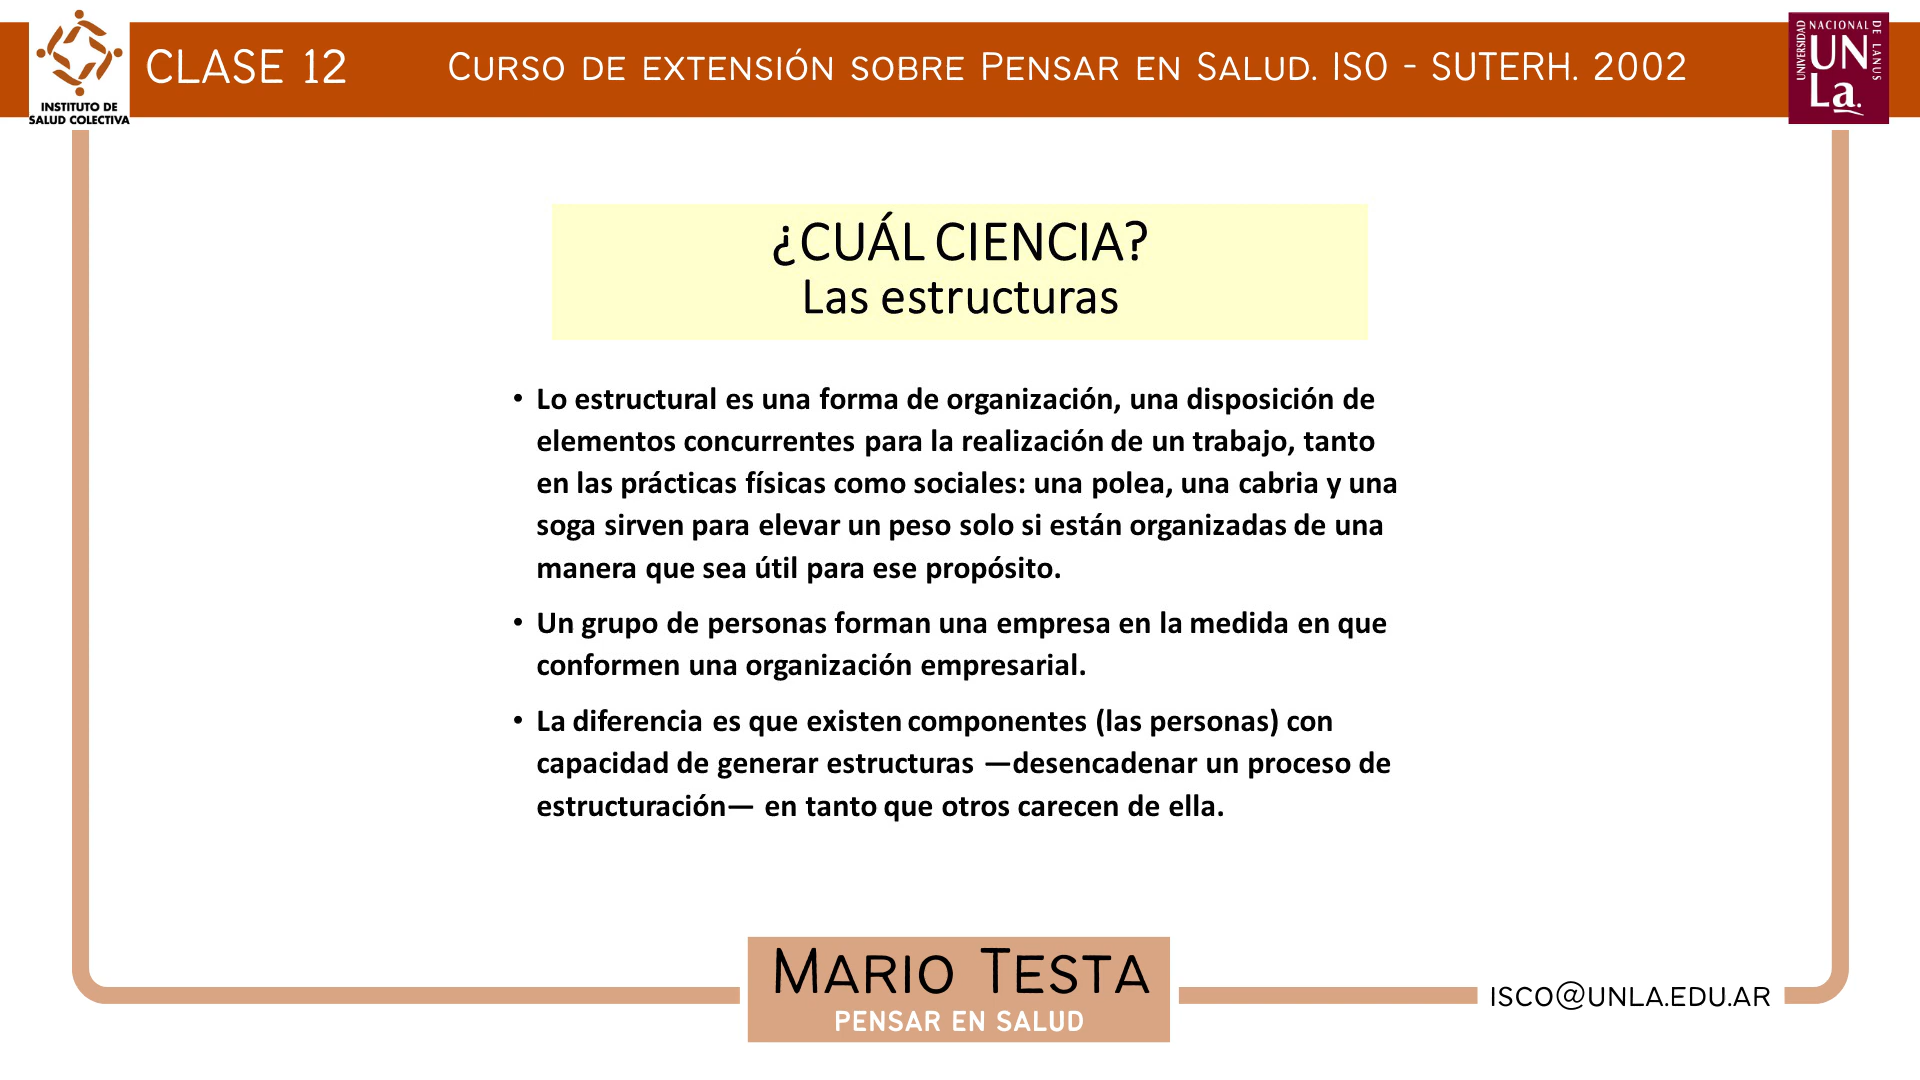 CLASE 12
CURSO DE EXTENSIÓN SOBRE PENSAR EN SALUD. ISO - SUTERH. 2002
INSTITUTO DE
SALUD COLECTIVA
UNIVERSIDAD NACIONAL DE LANUS
UN
La.
¿CUÁL CIENCIA?
Las estructuras
• Lo estructural es una forma de organización, una disposición de
elementos concurrentes para la realización de un trabajo, tanto
en las prácticas físicas como sociales: una polea, una cabria y una
soga sirven para elevar un peso solo si están organizadas de una
manera que sea útil para ese propósito.
• Un grupo de personas forman una empresa en la medida en que
conformen una organización empresarial.
• La diferencia es que existen componentes (las personas) con
capacidad de generar estructuras —desencadenar un proceso de
estructuración— en tanto que otros carecen de ella.
MARIO TESTA
PENSAR EN SALUD
ISCO@UNLA.EDU.AR